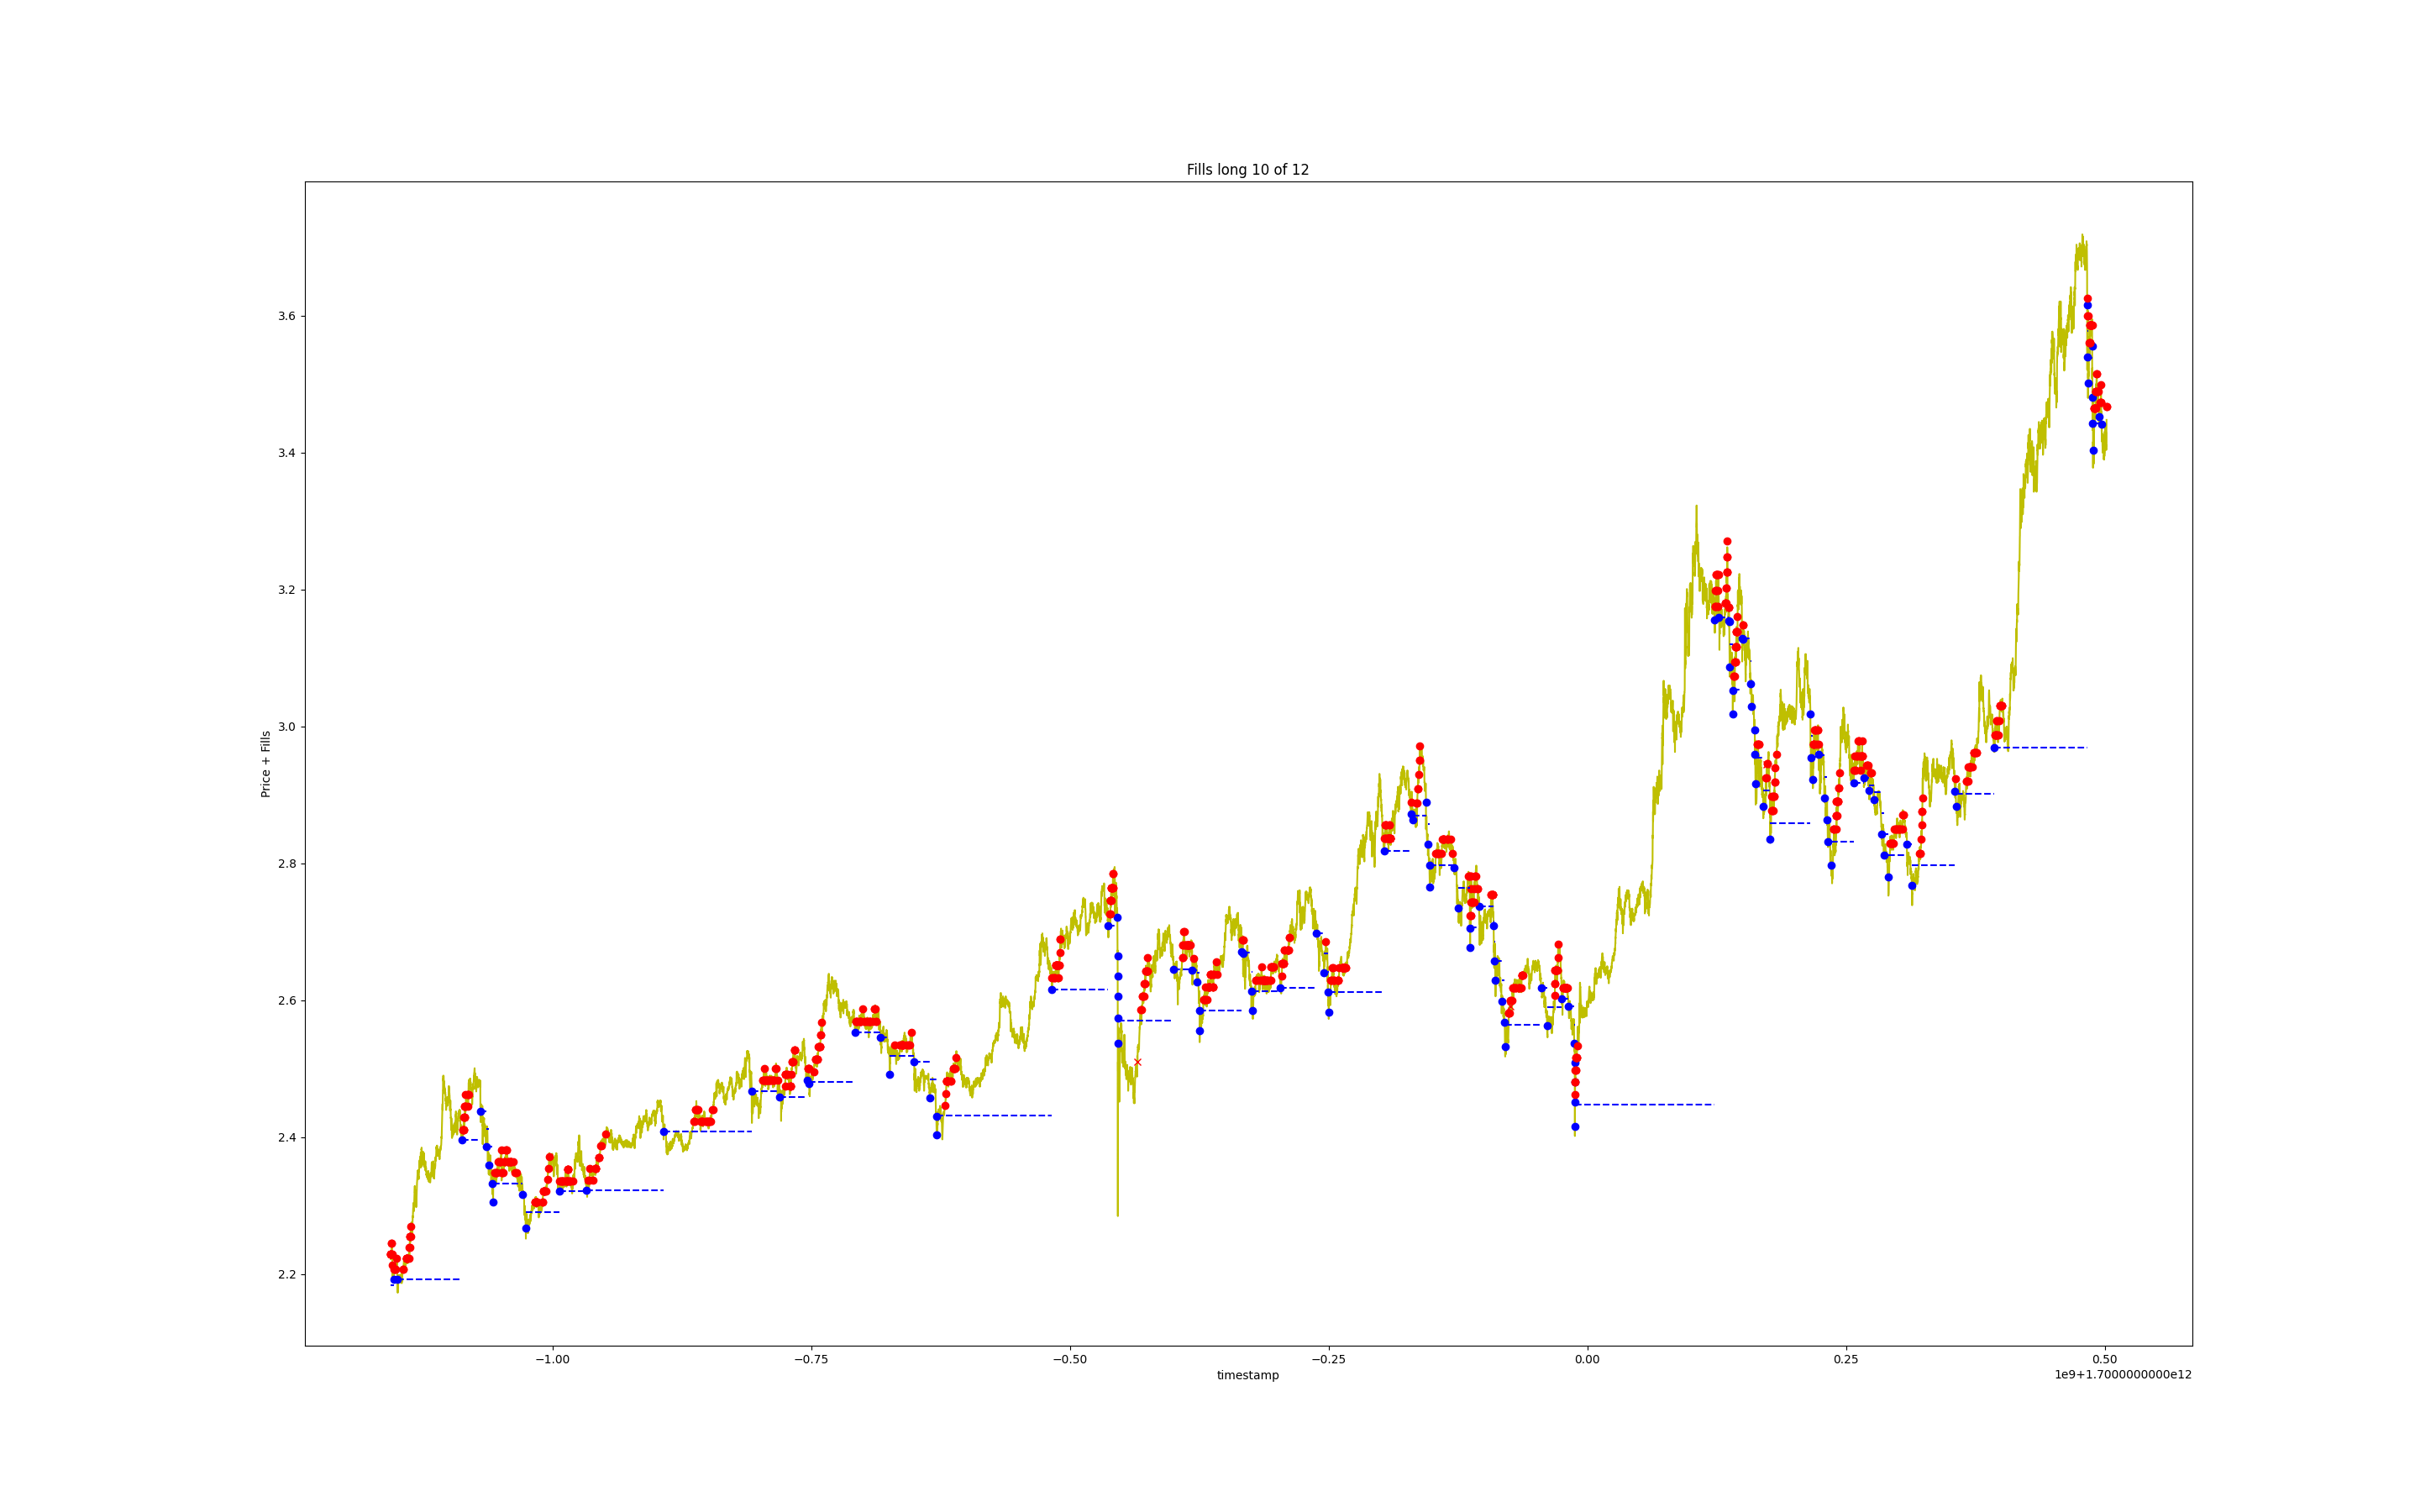 Fills long 10 of 12
3.6
3.4
3.2
3.0
2.8
2.6
2.4
2.2
Price + Fills
−1.00 −0.75 −0.50 −0.25 0.00 0.25 0.50
timestamp
1e9+1.7000000000e12